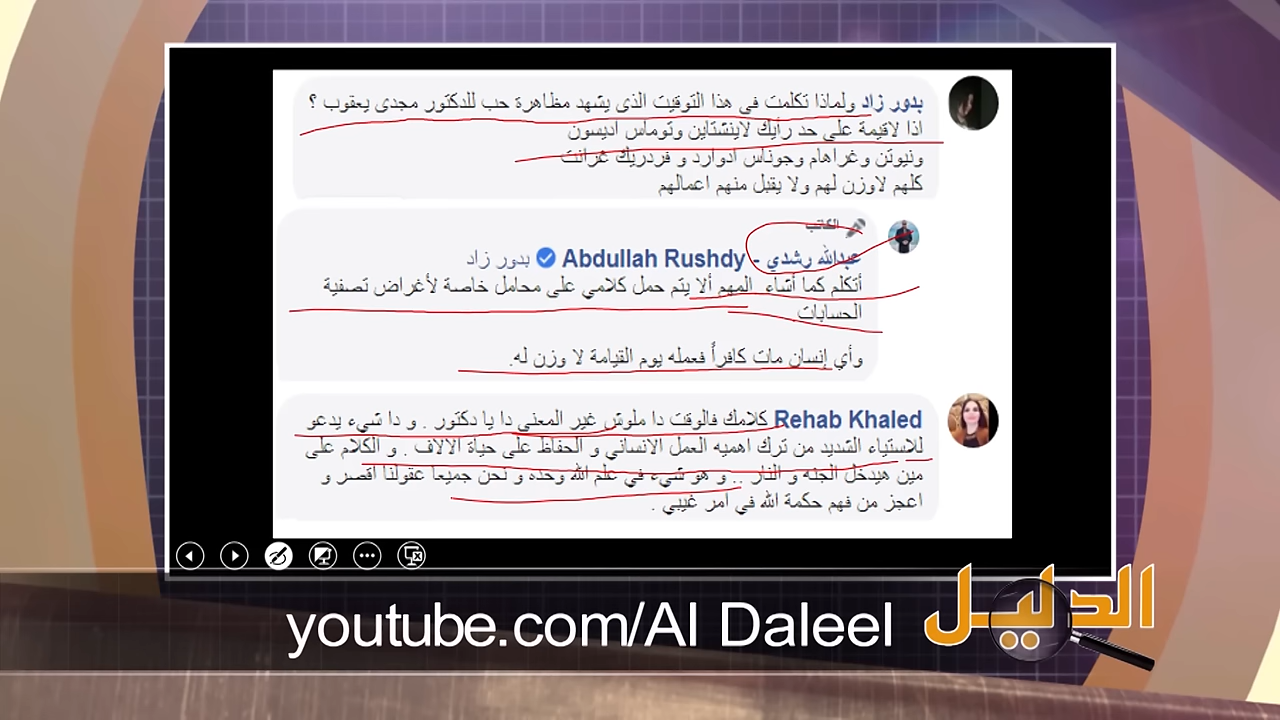 بدور زاد ولماذا تكلمت فى هذا التوقيت الذى يشهد مظاهرة حب للدكتور مجدى يعقوب ؟
اذا لاقيمة على حد رأيك لاينشتاين وتوماس اديسون
ونيوتن وغراهام وجوناس ادوارد و فردريك غرانت
كلهم لاوزن لهم ولا يقبل منهم اعمالهم
الكاتب
عبدالله رشدي - Abdullah Rushdy بدور زاد
أتكلم كما أشاء المهم ألا يتم حمل كلامي على محامل خاصة لأغراض تصفية
الحسابات.
وأي إنسان مات كافراً فعمله يوم القيامة لا وزن له.
Rehab Khaled كلامك فالوقت دا ملوش غير المعنى دا يا دكتور . و دا شيء يدعو
للاستياء الشديد من ترك اهميه العمل الانساني و الحفاظ على حياة الالاف . و الكلام على
مين هيدخل الجنه و النار .. و هو شيء في علم الله وحده و نحن جميعا عقولنا أقصر و
اعجز من فهم حكمة الله في امر غيبي .
youtube.com/Al Daleel
الدليل